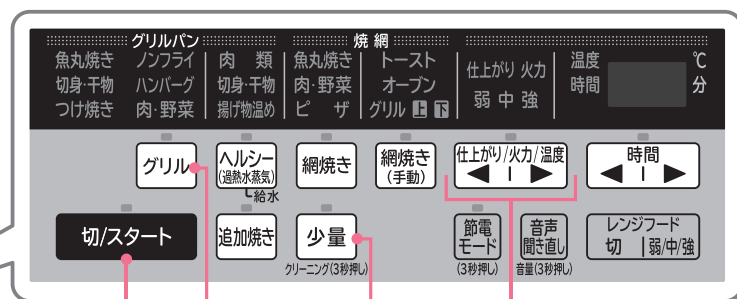 グリルパン 焼網
魚丸焼き ノンフライ 肉類 魚丸焼き トースト 仕上がり 火力 温度 ℃
切身・干物 ハンバーグ 切身・干物 肉・野菜 オーブン 弱 中 強 時間 分
つけ焼き 肉・野菜 揚げ物温め ピザ グリル 上 下
グリル ヘルシー 網焼き 網焼き 仕上がり/火力/温度 時間
(過熱水蒸気) (手動) ◀ I ▶ ◀ I ▶
給水
切/スタート 追加焼き 少量 節電 音声 レンジフード
モード 聞き直し 切 | 弱/中/強
クリーニング(3秒押し) (3秒押し) 音量(3秒押し)